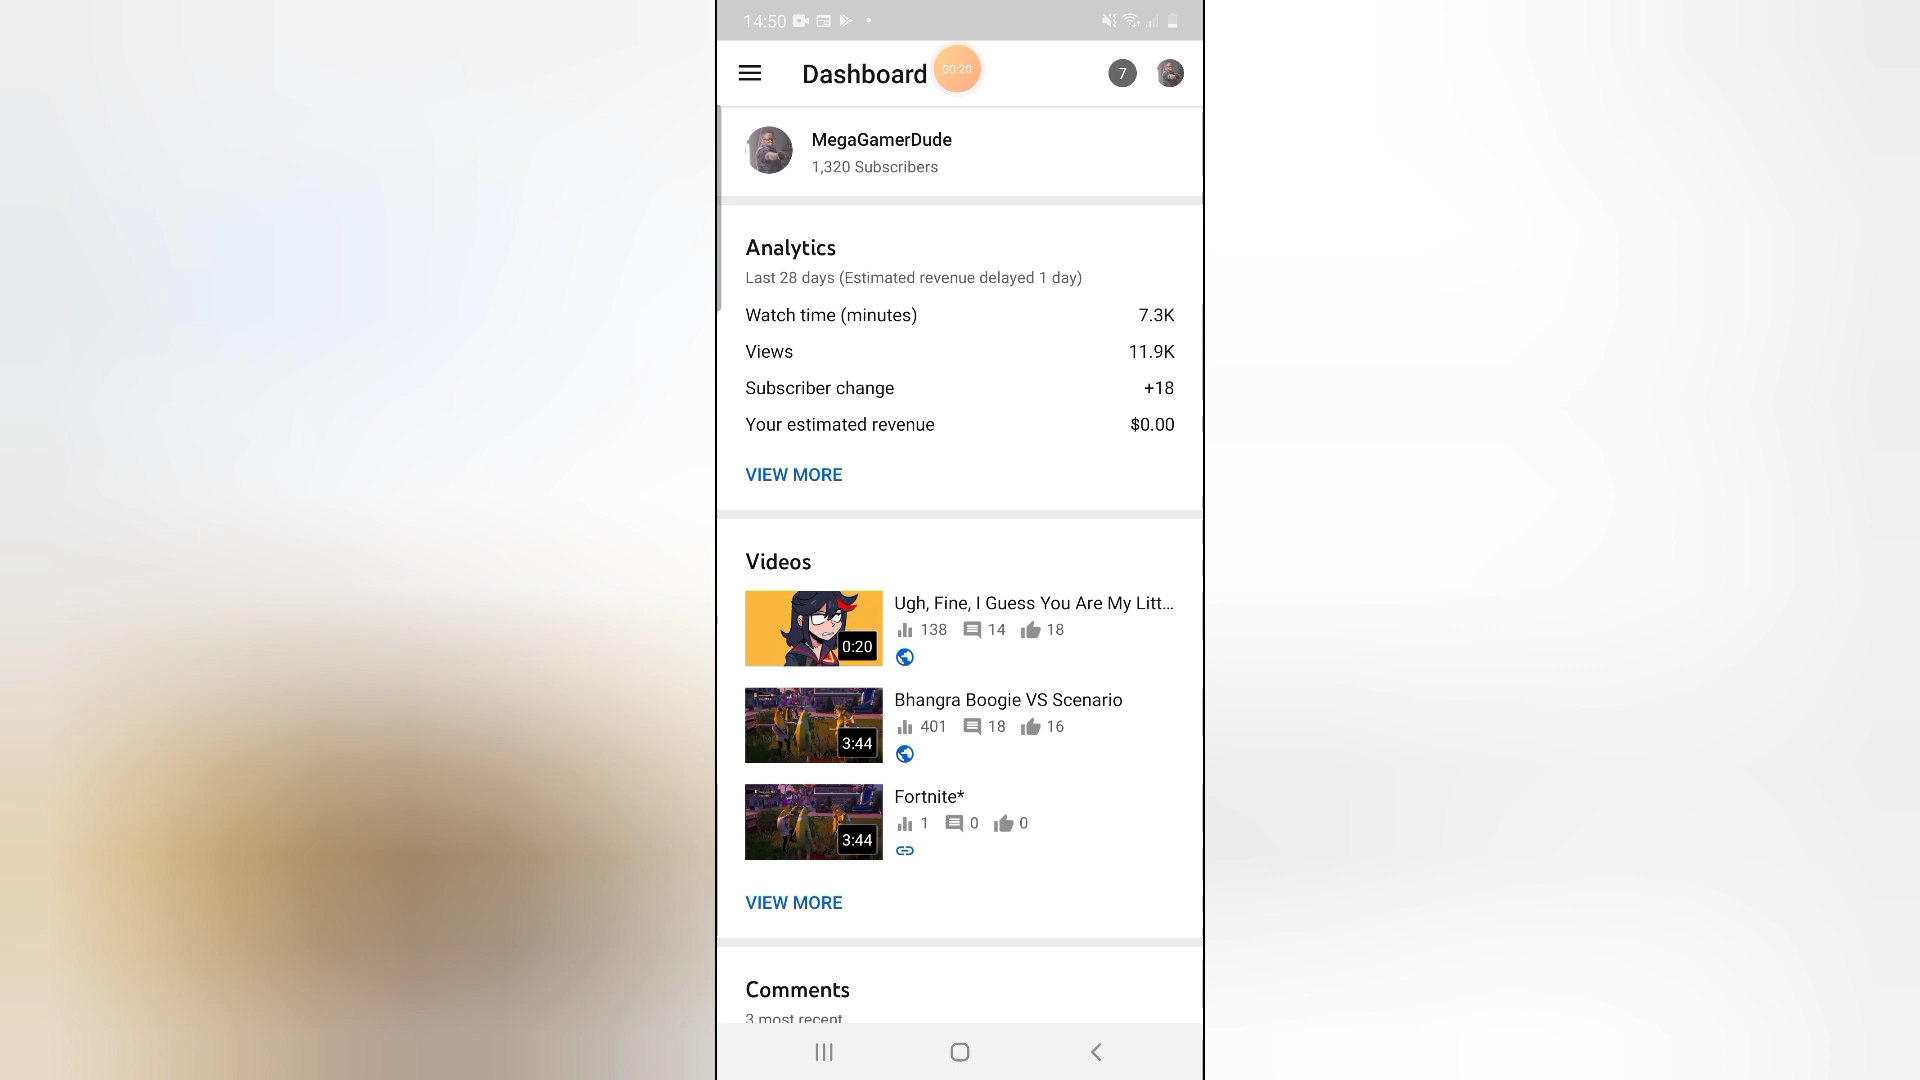 14:50
Dashboard
00:20
7
MegaGamerDude
1,320 Subscribers
Analytics
Last 28 days (Estimated revenue delayed 1 day)
Watch time (minutes) 7.3K
Views 11.9K
Subscriber change +18
Your estimated revenue $0.00
VIEW MORE
Videos
Ugh, Fine, I Guess You Are My Litt...
138 14 18
0:20
Bhangra Boogie VS Scenario
401 18 16
3:44
Fortnite*
1 0 0
3:44
VIEW MORE
Comments
3 most recent